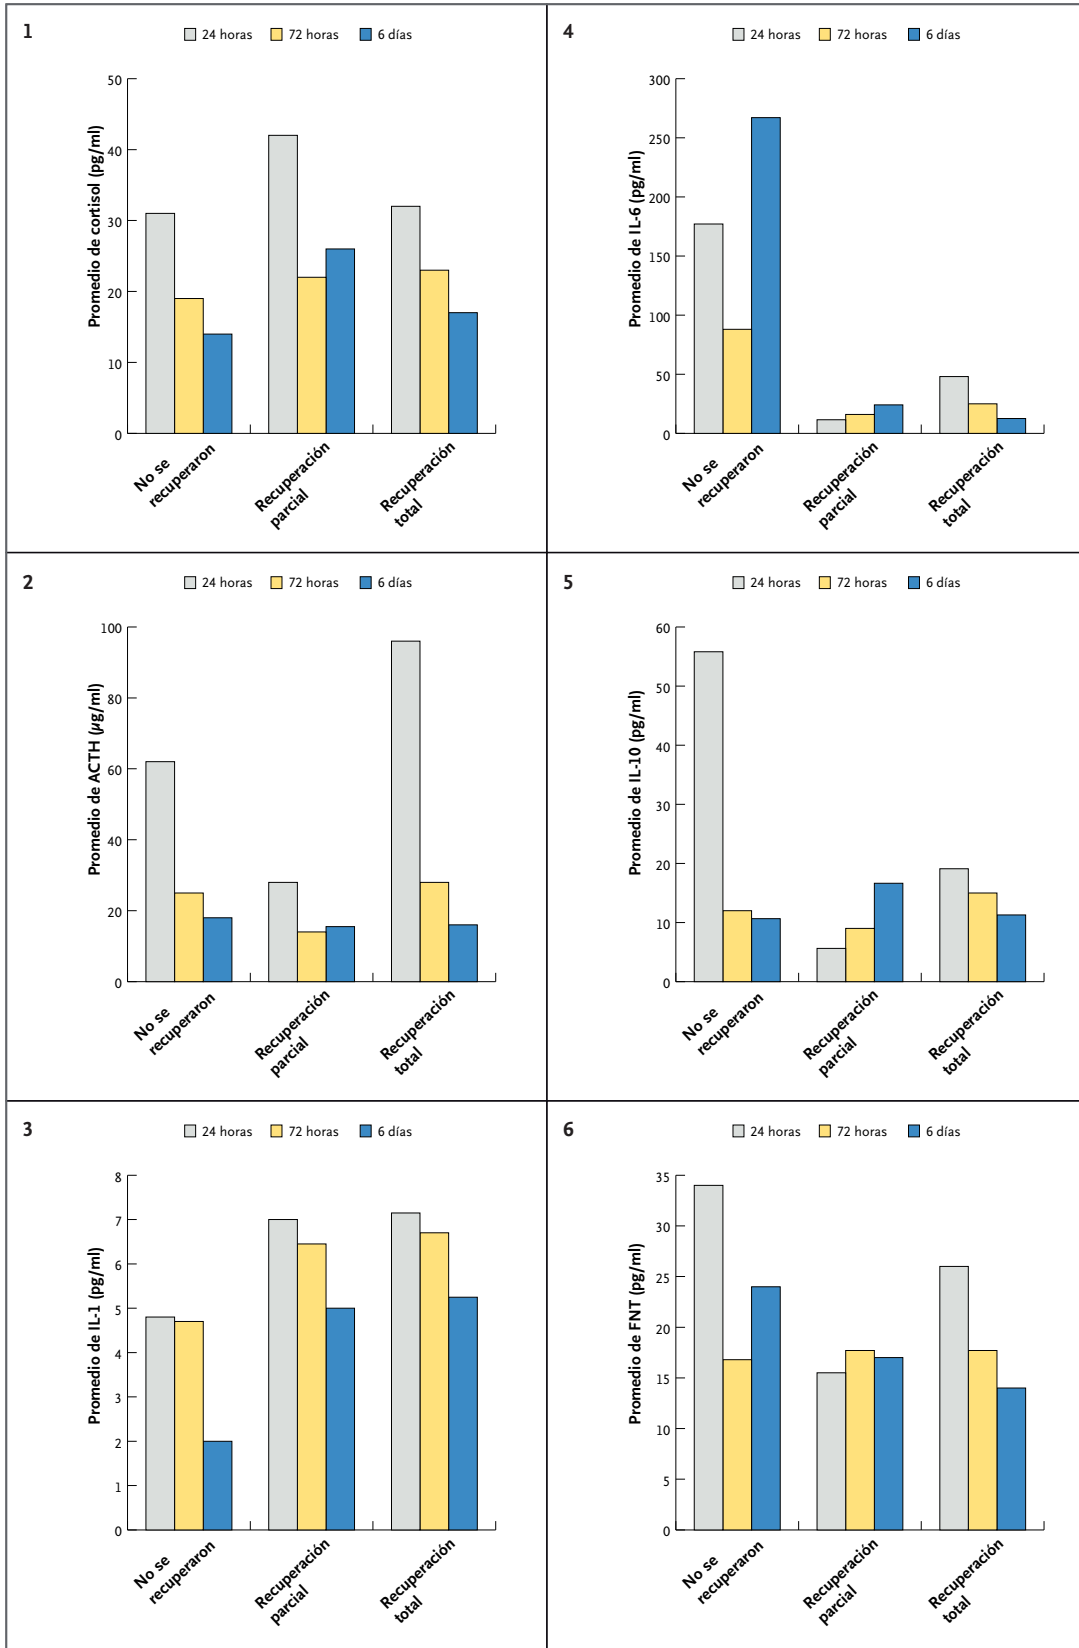 1
24 horas 72 horas 6 días
Promedio de cortisol (pg/ml)
50
40
30
20
10
0
No se
recuperaron
Recuperación
parcial
Recuperación
total
4
24 horas 72 horas 6 días
Promedio de IL-6 (pg/ml)
300
250
200
150
100
50
0
No se
recuperaron
Recuperación
parcial
Recuperación
total
2
24 horas 72 horas 6 días
Promedio de ACTH (µg/ml)
100
80
60
40
20
0
No se
recuperaron
Recuperación
parcial
Recuperación
total
5
24 horas 72 horas 6 días
Promedio de IL-10 (pg/ml)
60
50
40
30
20
10
0
No se
recuperaron
Recuperación
parcial
Recuperación
total
3
24 horas 72 horas 6 días
Promedio de IL-1 (pg/ml)
8
7
6
5
4
3
2
1
0
No se
recuperaron
Recuperación
parcial
Recuperación
total
6
24 horas 72 horas 6 días
Promedio de FNT (pg/ml)
35
30
25
20
15
10
5
0
No se
recuperaron
Recuperación
parcial
Recuperación
total